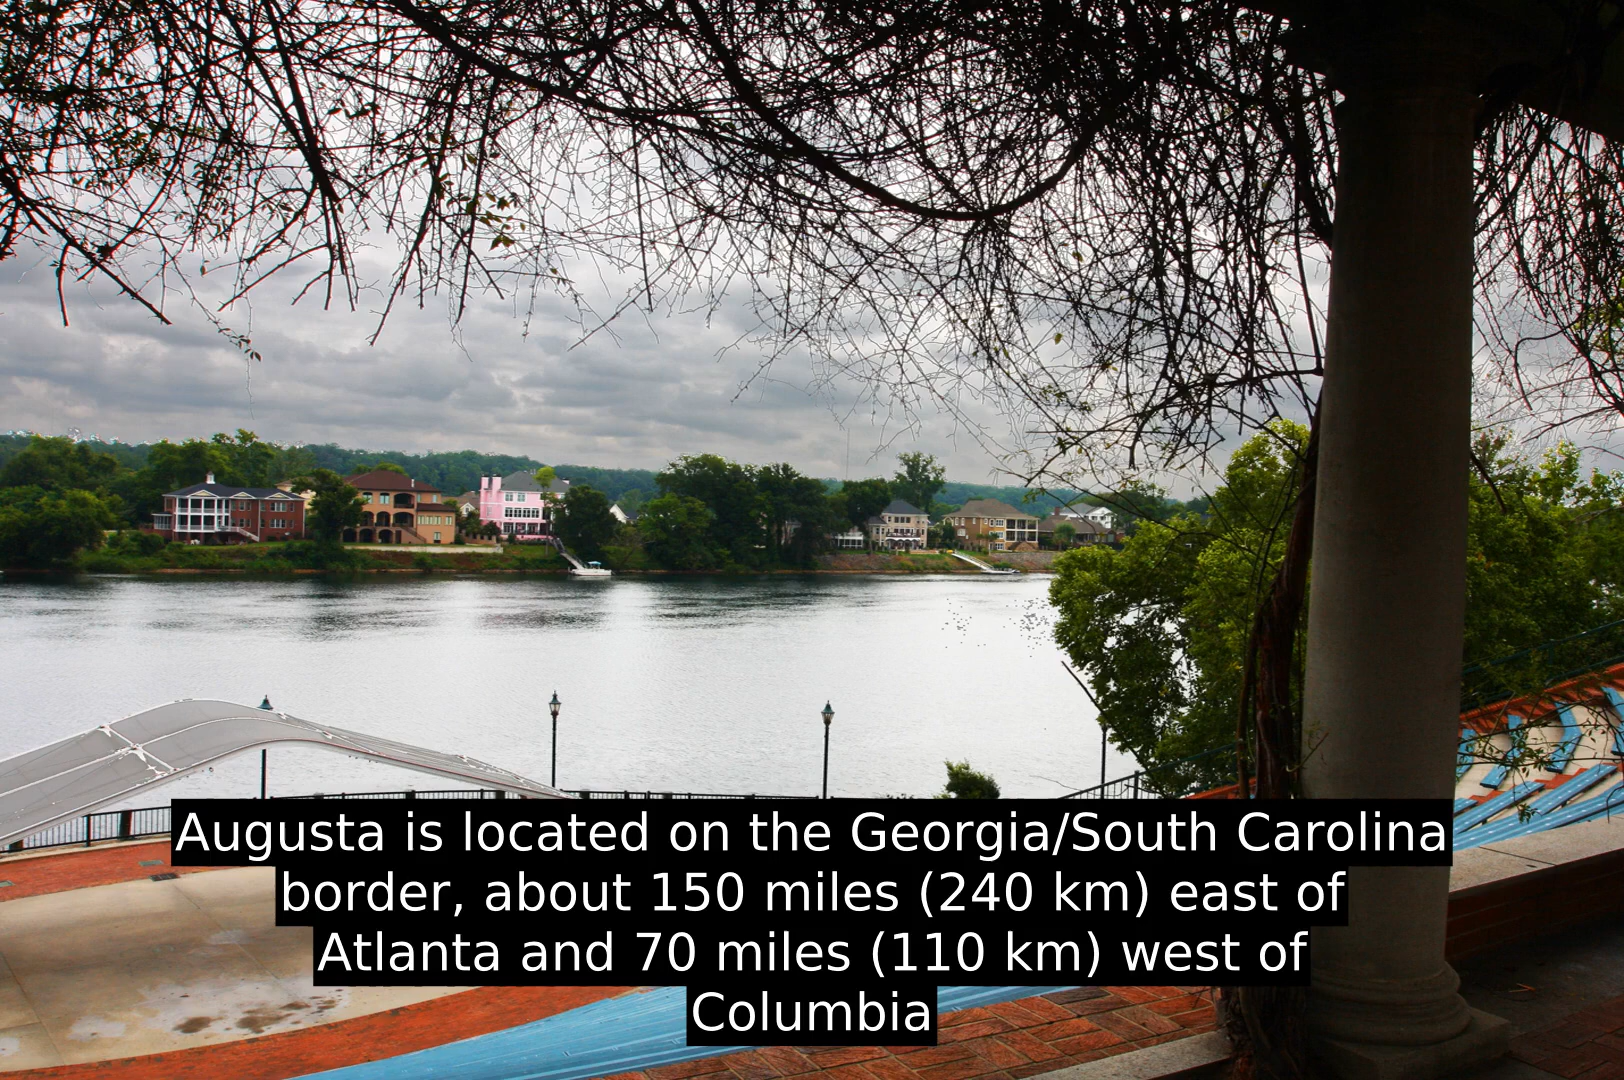 Augusta is located on the Georgia/South Carolina
border, about 150 miles (240 km) east of
Atlanta and 70 miles (110 km) west of
Columbia